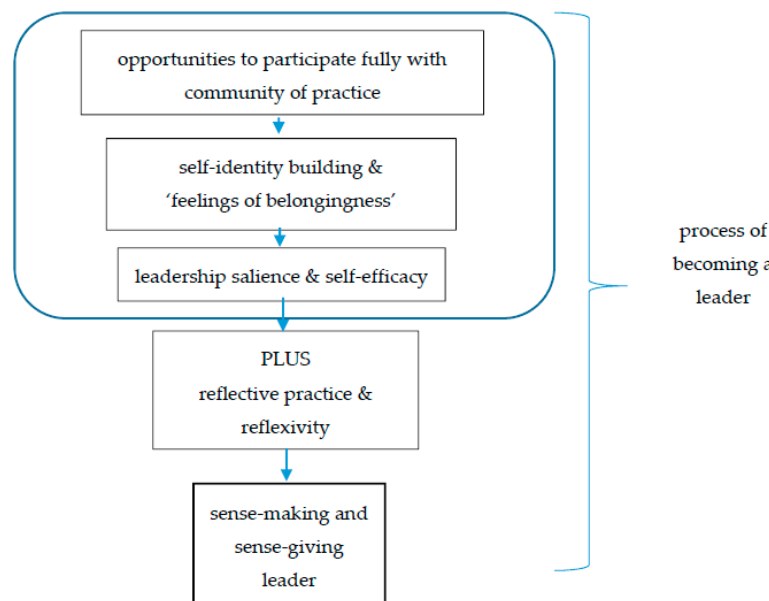 opportunities to participate fully with
community of practice
self-identity building &
‘feelings of belongingness’
leadership salience & self-efficacy
PLUS
reflective practice &
reflexivity
sense-making and
sense-giving
leader
process of
becoming a
leader